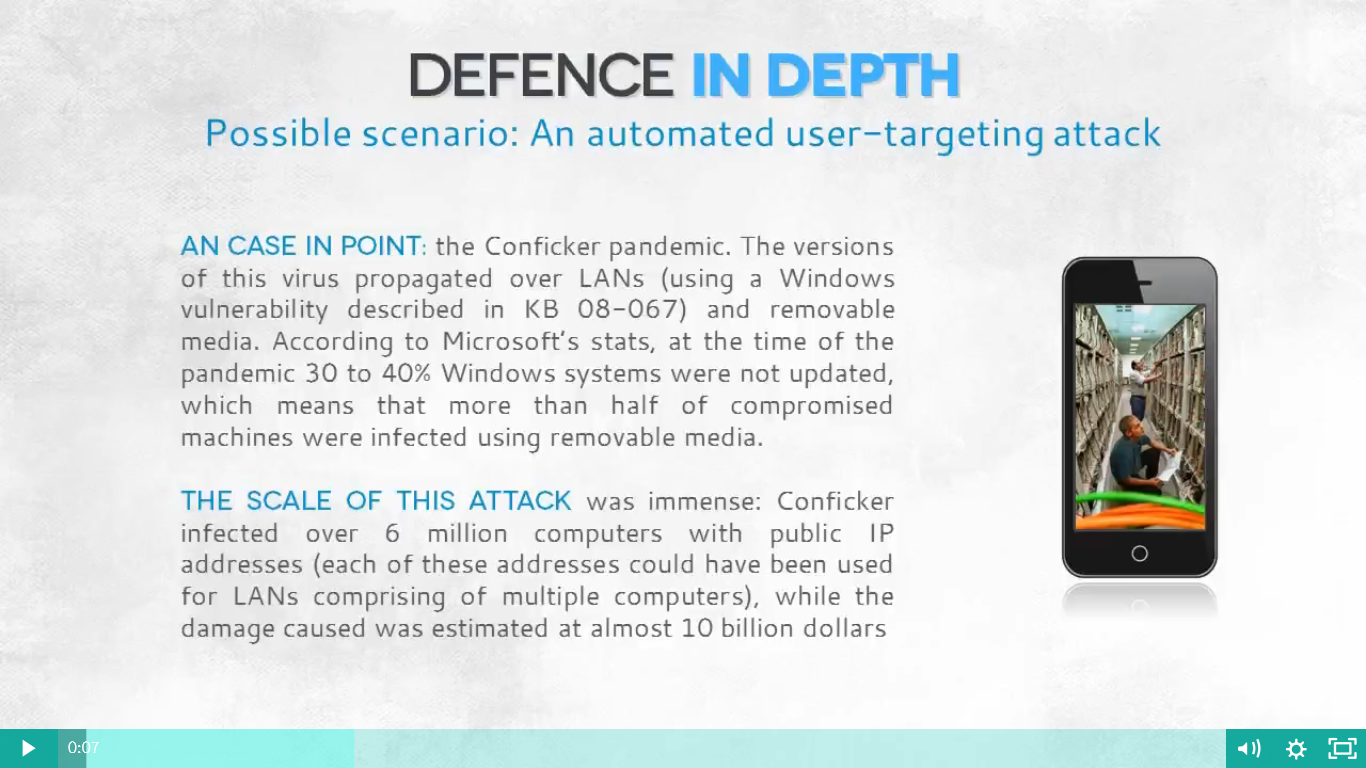 DEFENCE IN DEPTH
Possible scenario: An automated user-targeting attack
AN CASE IN POINT: the Conficker pandemic. The versions
of this virus propagated over LANs (using a Windows
vulnerability described in KB 08-067) and removable
media. According to Microsoft's stats, at the time of the
pandemic 30 to 40% Windows systems were not updated,
which means that more than half of compromised
machines were infected using removable media.
THE SCALE OF THIS ATTACK was immense: Conficker
infected over 6 million computers with public IP
addresses (each of these addresses could have been used
for LANs comprising of multiple computers), while the
damage caused was estimated at almost 10 billion dollars
0:07